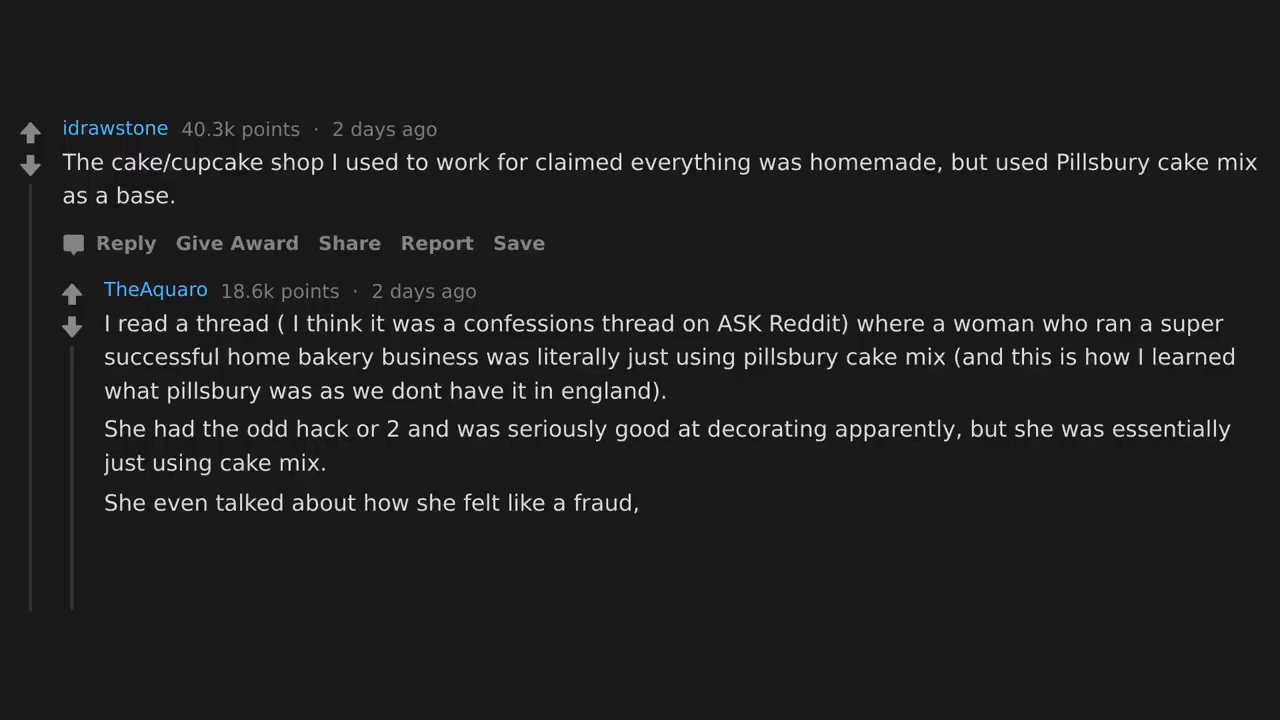 idrawstone 40.3k points · 2 days ago
The cake/cupcake shop I used to work for claimed everything was homemade, but used Pillsbury cake mix
as a base.
Reply Give Award Share Report Save
TheAquaro 18.6k points · 2 days ago
I read a thread ( I think it was a confessions thread on ASK Reddit) where a woman who ran a super
successful home bakery business was literally just using pillsbury cake mix (and this is how I learned
what pillsbury was as we dont have it in england).
She had the odd hack or 2 and was seriously good at decorating apparently, but she was essentially
just using cake mix.
She even talked about how she felt like a fraud,